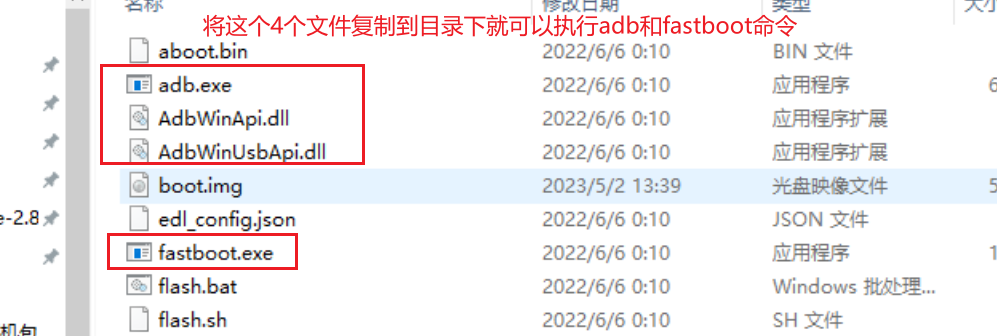 名称 修改日期 类型 大小
将这个4个文件复制到目录下就可以执行adb和fastboot命令
aboot.bin 2022/6/6 0:10 BIN 文件
adb.exe 2022/6/6 0:10 应用程序 6
AdbWinApi.dll 2022/6/6 0:10 应用程序扩展
AdbWinUsbApi.dll 2022/6/6 0:10 应用程序扩展
boot.img 2023/5/2 13:39 光盘映像文件 5
e-2.8 edl_config.json 2022/6/6 0:10 JSON 文件
fastboot.exe 2022/6/6 0:10 应用程序 1
flash.bat 2022/6/6 0:10 Windows 批处理...
机包 flash.sh 2022/6/6 0:10 SH 文件